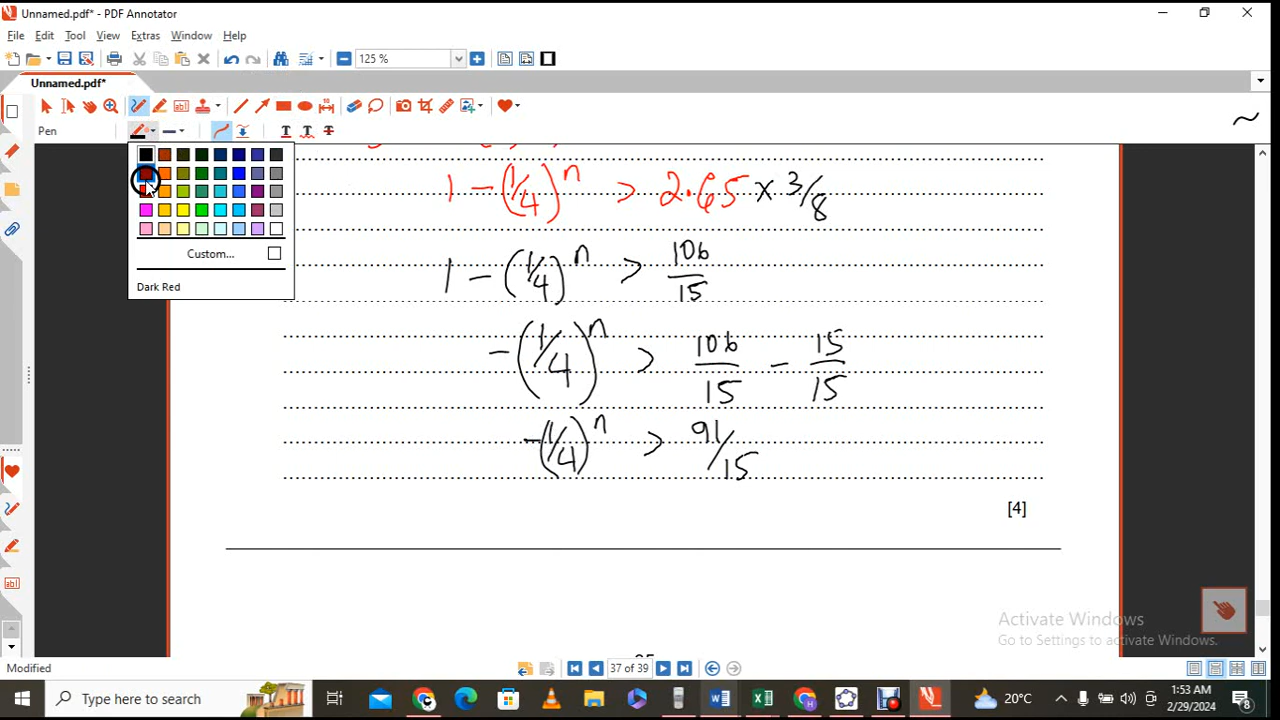 Unnamed.pdf* - PDF Annotator
File Edit Tool View Extras Window Help
125 %
Unnamed.pdf*
Pen
Custom...
Dark Red
1 - (1/4)^n > 2.65 × 3/8
1 - (1/4)^n > 106/15
-(1/4)^n > 106/15 - 15/15
-(1/4)^n > 91/15
[4]
Activate Windows
Go to Settings to activate Windows.
Modified
37 of 39
Type here to search
20°C
1:53 AM
2/29/2024
8